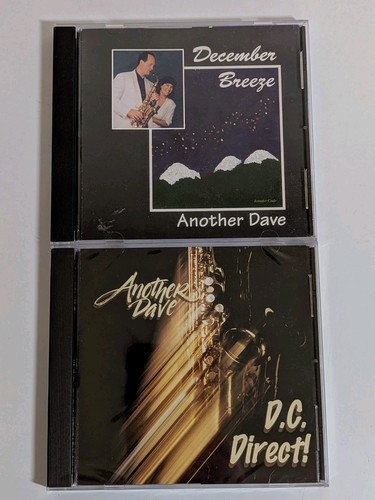 December
Breeze
Another Dave
Another
Dave
D.C.
Direct!